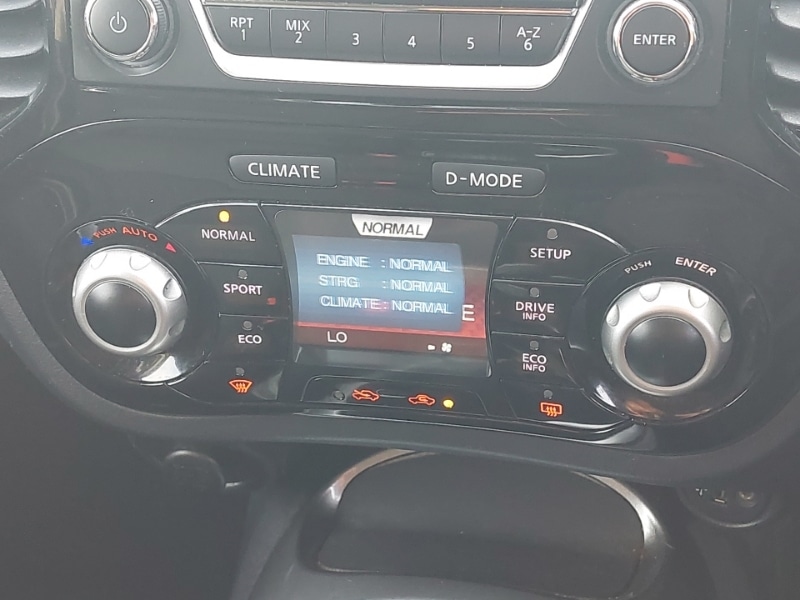 RPT
1
MIX
2
3
4
5
A-Z
6
ENTER
CLIMATE
D-MODE
PUSH AUTO
NORMAL
SPORT
ECO
NORMAL
ENGINE : NORMAL
STRG : NORMAL
CLIMATE : NORMAL
E
LO
SETUP
DRIVE
INFO
ECO
INFO
PUSH ENTER